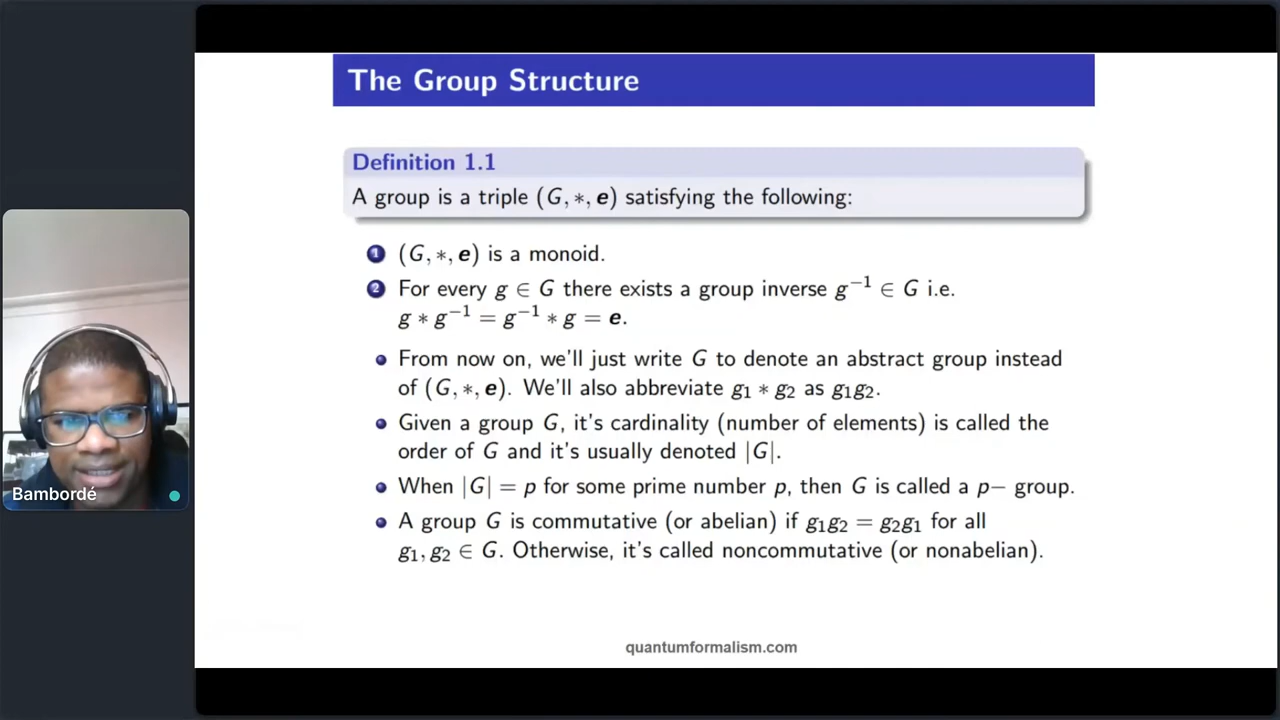 The Group Structure
Definition 1.1
A group is a triple (G, ∗, e) satisfying the following:
1 (G, ∗, e) is a monoid.
2 For every g ∈ G there exists a group inverse g⁻¹ ∈ G i.e.
g ∗ g⁻¹ = g⁻¹ ∗ g = e.
• From now on, we'll just write G to denote an abstract group instead
of (G, ∗, e). We'll also abbreviate g₁ ∗ g₂ as g₁g₂.
• Given a group G, it's cardinality (number of elements) is called the
order of G and it's usually denoted |G|.
• When |G| = p for some prime number p, then G is called a p− group.
• A group G is commutative (or abelian) if g₁g₂ = g₂g₁ for all
g₁, g₂ ∈ G. Otherwise, it's called noncommutative (or nonabelian).
Bambordé
quantumformalism.com